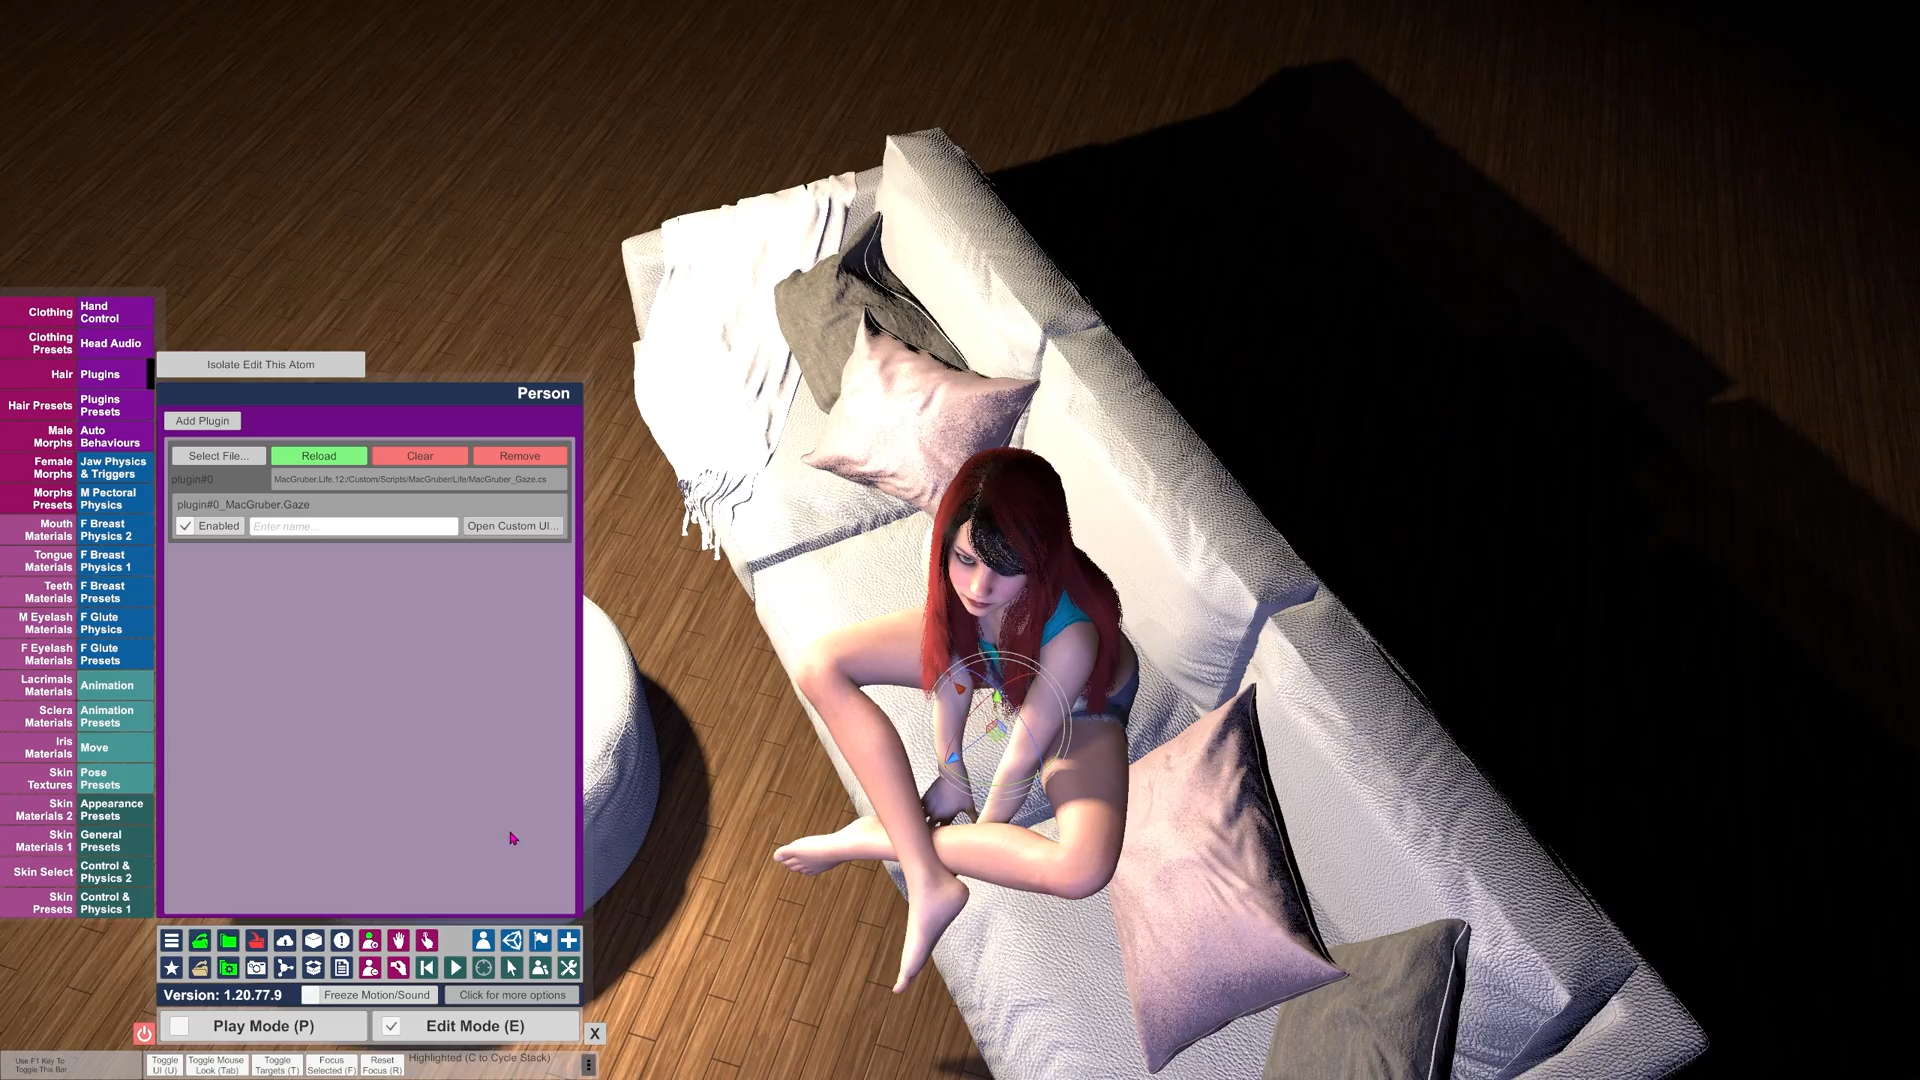 Clothing
Hand
Control
Clothing
Presets
Head Audio
Hair
Plugins
Hair Presets
Plugins
Presets
Male
Morphs
Auto
Behaviours
Female
Morphs
Jaw Physics
& Triggers
Morphs
Presets
M Pectoral
Physics
Mouth
Materials
F Breast
Physics 2
Tongue
Materials
F Breast
Physics 1
Teeth
Materials
F Breast
Presets
M Eyelash
Materials
F Glute
Physics
F Eyelash
Materials
F Glute
Presets
Lacrimals
Materials
Animation
Sclera
Materials
Animation
Presets
Iris
Materials
Move
Skin
Textures
Pose
Presets
Skin
Materials 2
Appearance
Presets
Skin
Materials 1
General
Presets
Skin Select
Control &
Physics 2
Skin
Presets
Control &
Physics 1
Isolate Edit This Atom
Person
Add Plugin
Select File... Reload Clear Remove
plugin#0 MacGruber.Life.12:/Custom/Scripts/MacGruber/Life/MacGruber_Gaze.cs
plugin#0_MacGruber.Gaze
Enabled Enter name... Open Custom UI...
Version: 1.20.77.9 Freeze Motion/Sound Click for more options
Play Mode (P) Edit Mode (E) X
Use F1 Key To
Toggle This Bar
Toggle
UI (U)
Toggle Mouse
Look (Tab)
Toggle
Targets (T)
Focus
Selected (F)
Reset
Focus (R)
Highlighted (C to Cycle Stack)